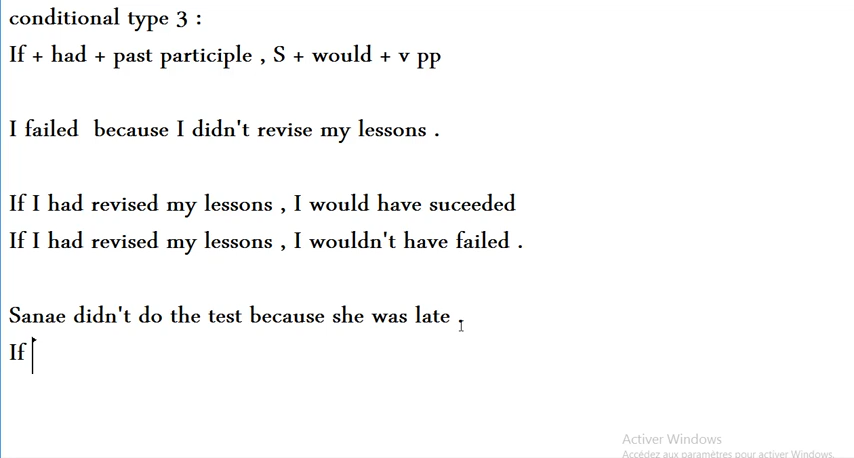 conditional type 3 :
If + had + past participle , S + would + v pp
I failed because I didn't revise my lessons .
If I had revised my lessons , I would have suceeded
If I had revised my lessons , I wouldn't have failed .
Sanae didn't do the test because she was late .
If
Activer Windows
Accédez aux paramètres pour activer Windows.